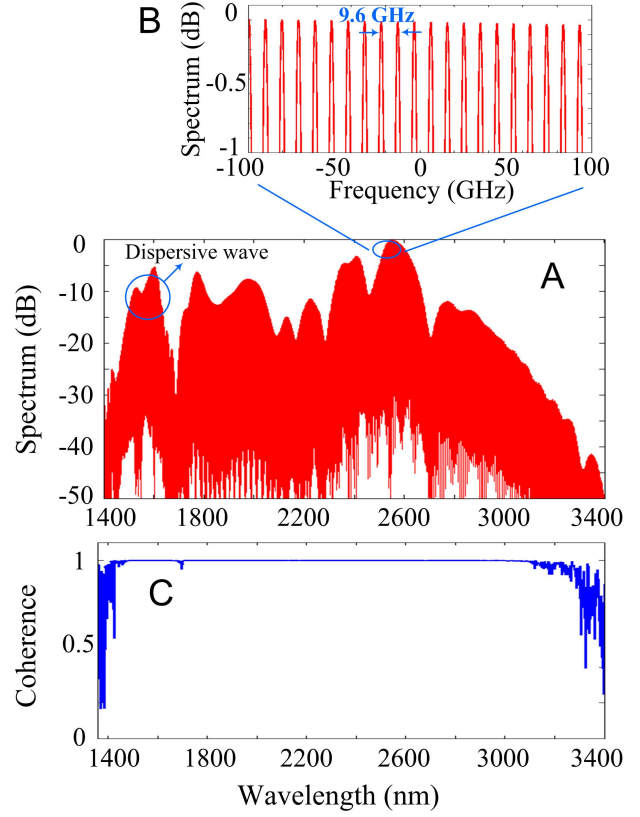 B
0
-0.5
-1
Spectrum (dB)
9.6 GHz
-100 -50 0 50 100
Frequency (GHz)
A
0
-10
-20
-30
-40
-50
Spectrum (dB)
Dispersive wave
1400 1800 2200 2600 3000 3400
C
1
0.5
0
Coherence
1400 1800 2200 2600 3000 3400
Wavelength (nm)